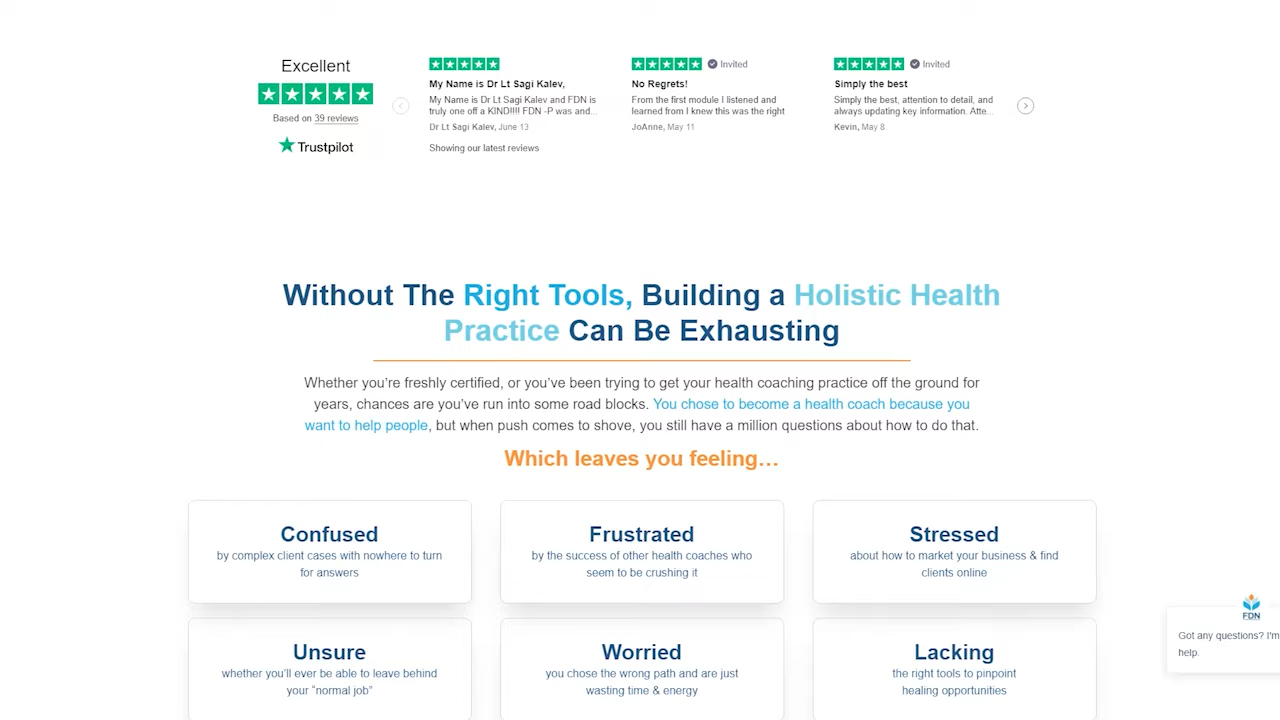 Excellent
Based on 39 reviews
Trustpilot
My Name is Dr Lt Sagi Kalev,
My Name is Dr Lt Sagi Kalev and FDN is
truly one off a KIND!!!! FDN -P was and...
Dr Lt Sagi Kalev, June 13
Showing our latest reviews
Invited
No Regrets!
From the first module I listened and
learned from I knew this was the right
JoAnne, May 11
Invited
Simply the best
Simply the best, attention to detail, and
always updating key information. Atte...
Kevin, May 8
Without The Right Tools, Building a Holistic Health
Practice Can Be Exhausting
Whether you’re freshly certified, or you’ve been trying to get your health coaching practice off the ground for
years, chances are you’ve run into some road blocks. You chose to become a health coach because you
want to help people, but when push comes to shove, you still have a million questions about how to do that.
Which leaves you feeling…
Confused
by complex client cases with nowhere to turn
for answers
Frustrated
by the success of other health coaches who
seem to be crushing it
Stressed
about how to market your business & find
clients online
Unsure
whether you’ll ever be able to leave behind
your “normal job”
Worried
you chose the wrong path and are just
wasting time & energy
Lacking
the right tools to pinpoint
healing opportunities
FDN
Got any questions? I'm
help.